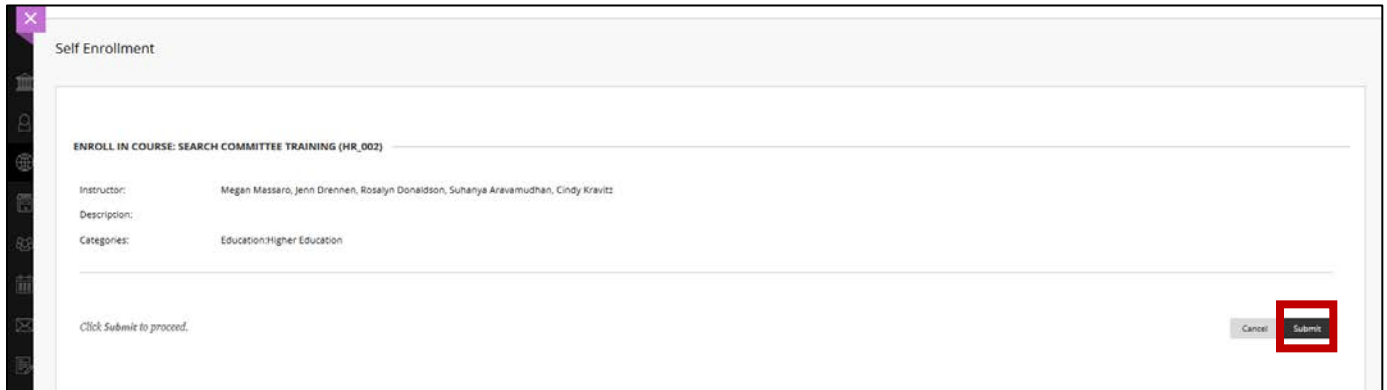 Self Enrollment
ENROLL IN COURSE: SEARCH COMMITTEE TRAINING (HR_002)
Instructor: Megan Massaro, Jenn Drennen, Rosalyn Donaldson, Suhanya Aravamudhan, Cindy Kravitz
Description:
Categories: Education:Higher Education
Click Submit to proceed.
Cancel Submit